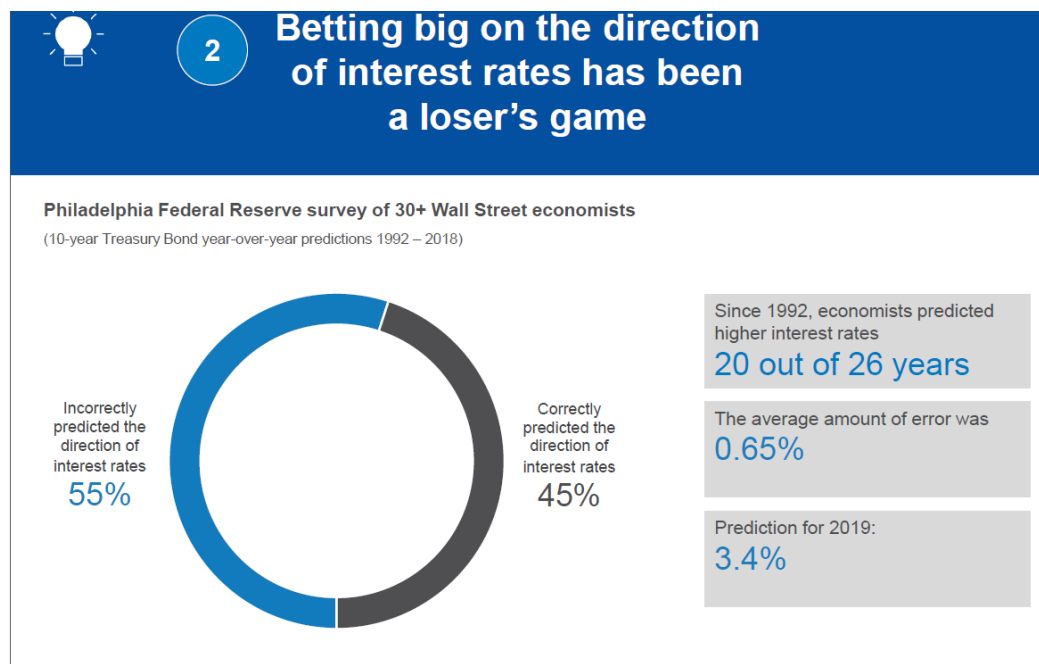 2
Betting big on the direction
of interest rates has been
a loser's game
Philadelphia Federal Reserve survey of 30+ Wall Street economists
(10-year Treasury Bond year-over-year predictions 1992 – 2018)
Incorrectly
predicted the
direction of
interest rates
55%
Correctly
predicted the
direction of
interest rates
45%
Since 1992, economists predicted
higher interest rates
20 out of 26 years
The average amount of error was
0.65%
Prediction for 2019:
3.4%